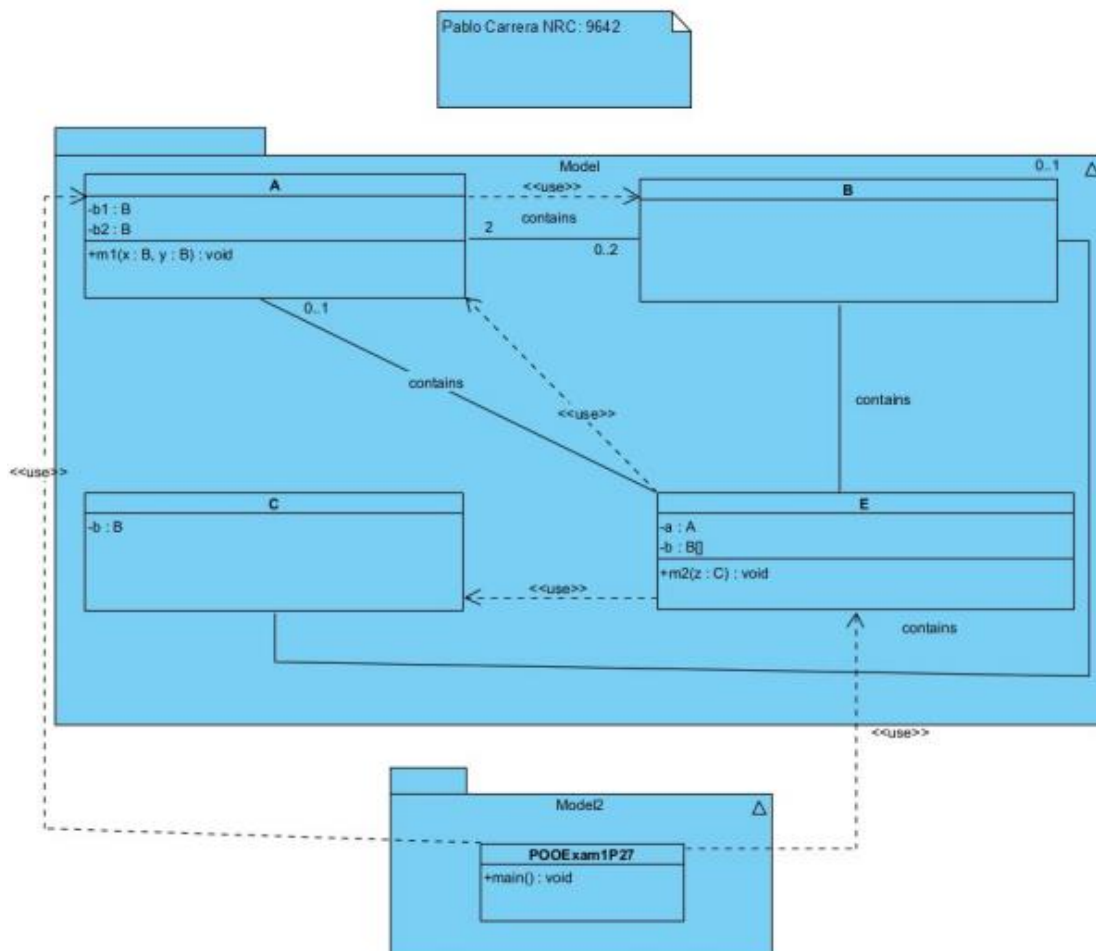 Pablo Carrera NRC: 9642
Model
0..1
A
-b1 : B
-b2 : B
+m1(x : B, y : B) : void
<<use>>
contains
2
0..2
B
0..1
contains
<<use>>
contains
<<use>>
C
-b : B
<<use>>
E
-a : A
-b : B[]
+m2(z : C) : void
contains
<<use>>
Model2
POOExam1P27
+main() : void